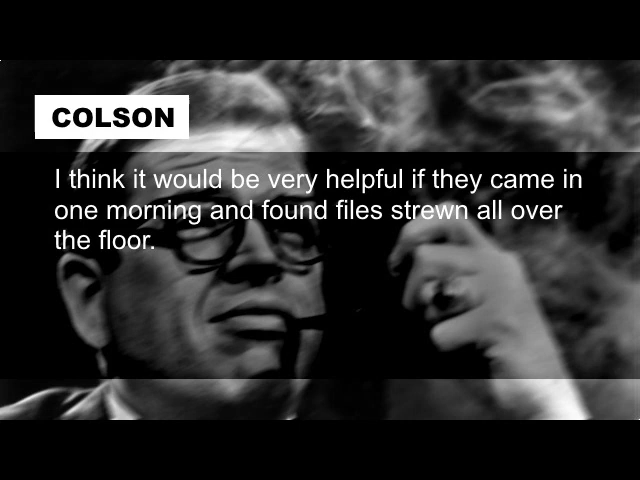 COLSON
I think it would be very helpful if they came in
one morning and found files strewn all over
the floor.